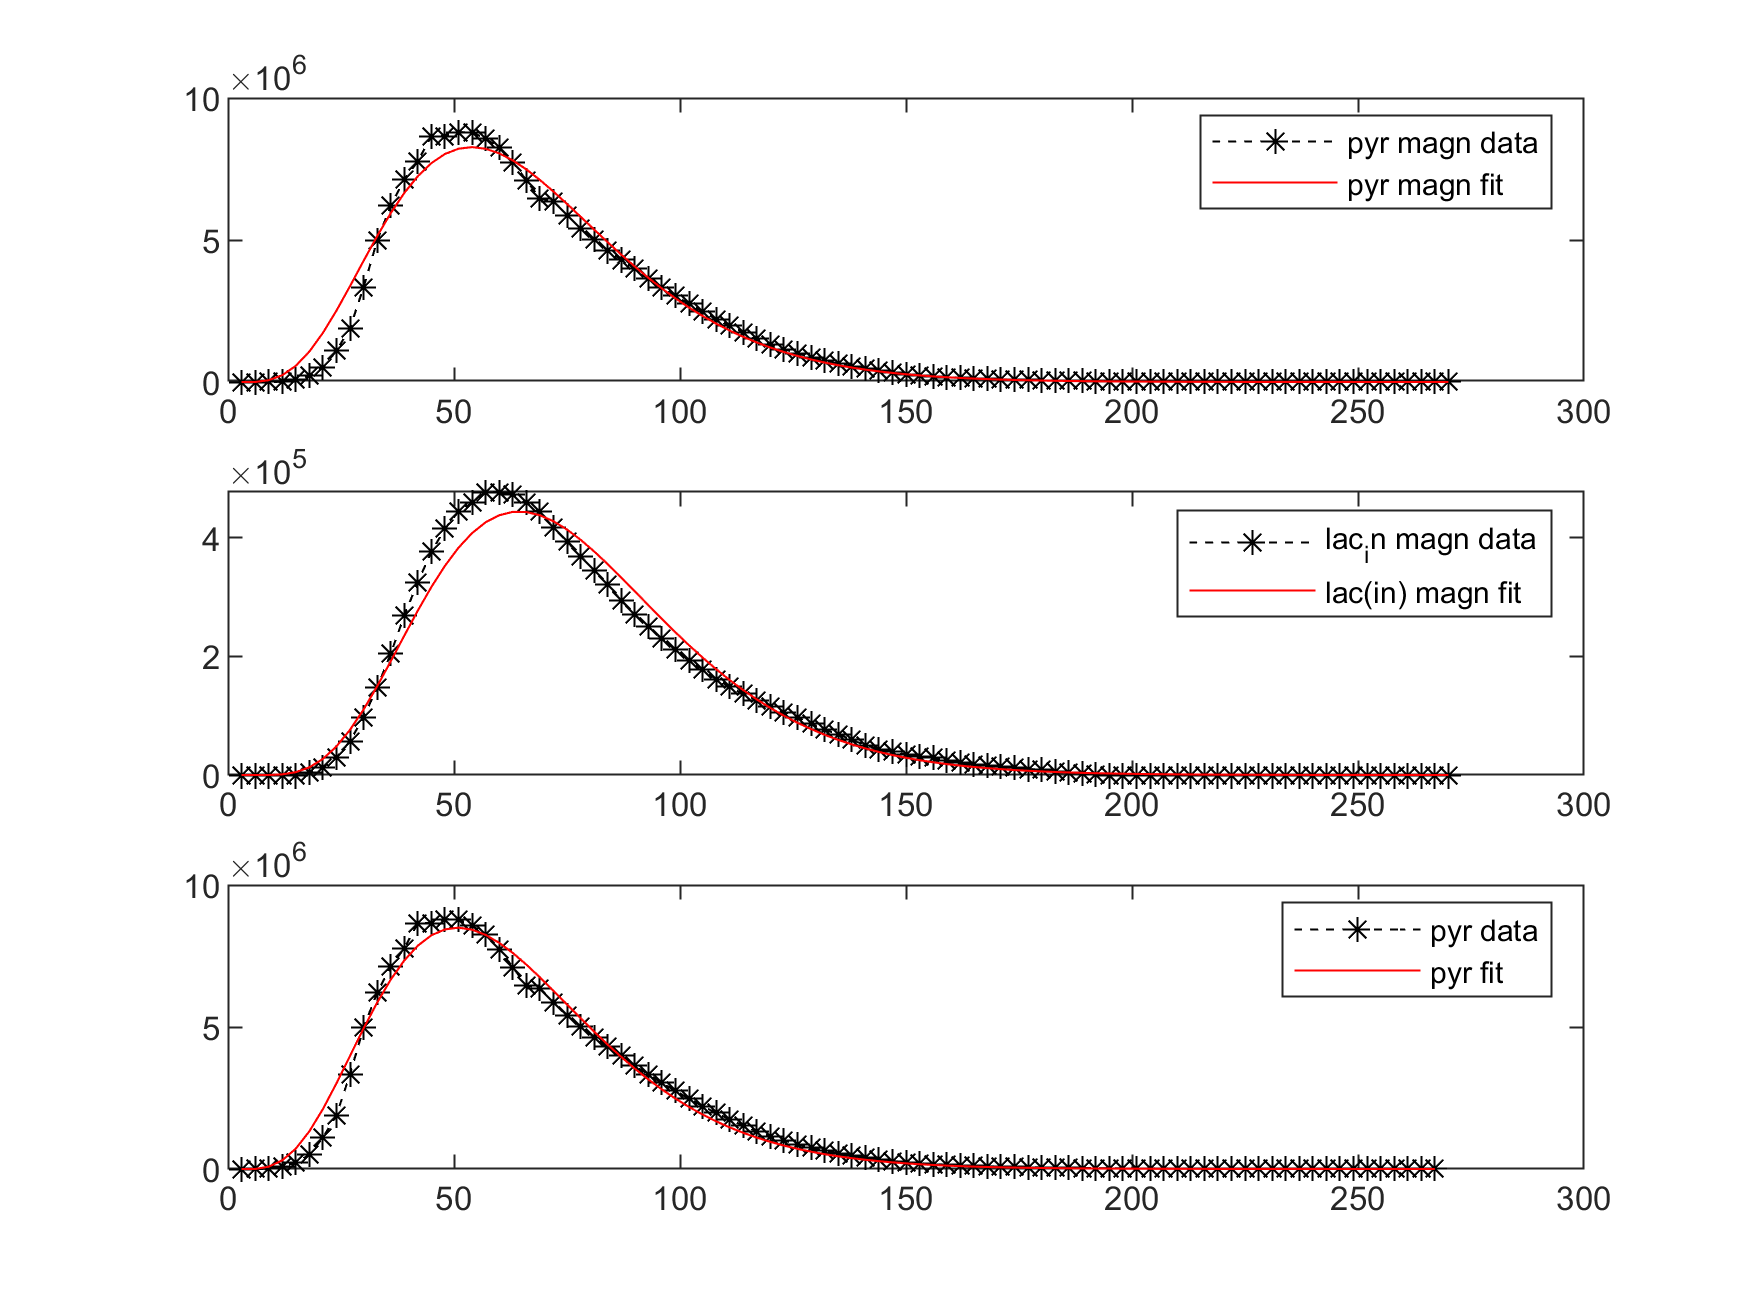 ×10^6
10
5
0
0 50 100 150 200 250 300
pyr magn data
pyr magn fit
×10^5
4
2
0
0 50 100 150 200 250 300
lac_in magn data
lac(in) magn fit
×10^6
10
5
0
0 50 100 150 200 250 300
pyr data
pyr fit